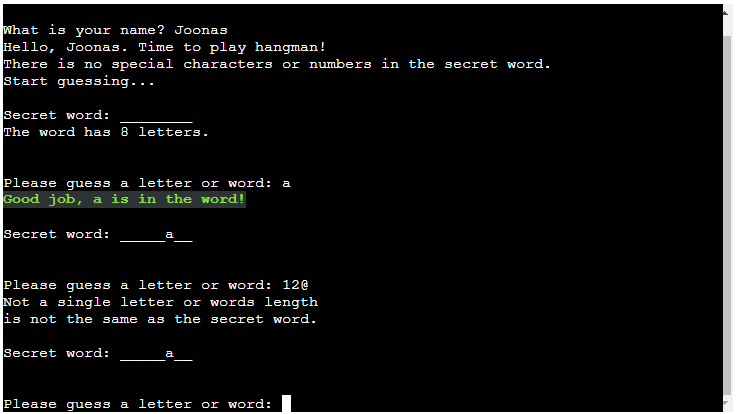 What is your name? Joonas
Hello, Joonas. Time to play hangman!
There is no special characters or numbers in the secret word.
Start guessing...
Secret word: ________
The word has 8 letters.
Please guess a letter or word: a
Good job, a is in the word!
Secret word: _____a__
Please guess a letter or word: 12@
Not a single letter or words length
is not the same as the secret word.
Secret word: _____a__
Please guess a letter or word: